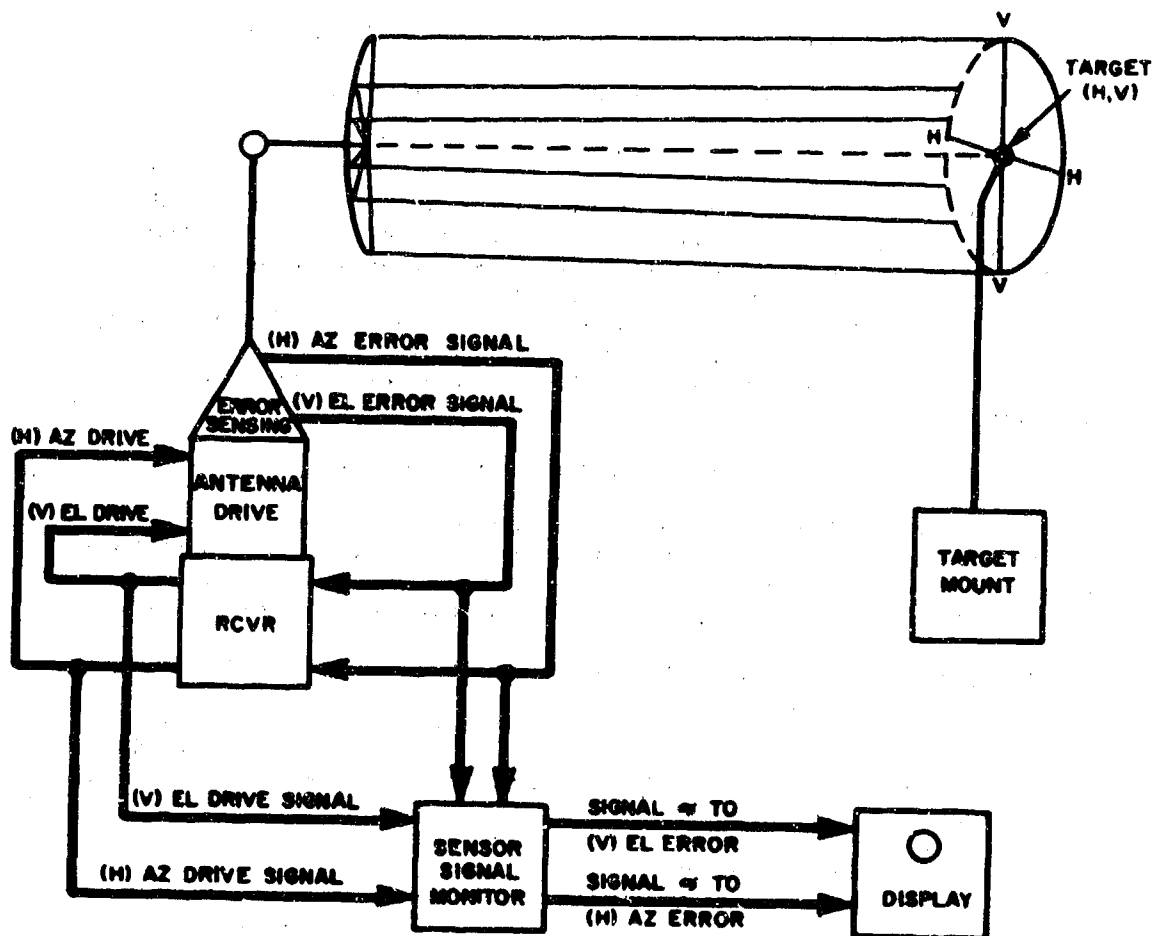 V
TARGET
(H,V)
H
H
V
(H) AZ ERROR SIGNAL
(V) EL ERROR SIGNAL
ERROR
SENSING
(H) AZ DRIVE
ANTENNA
DRIVE
(V) EL DRIVE
TARGET
MOUNT
RCVR
(V) EL DRIVE SIGNAL
SIGNAL ≈ TO
(V) EL ERROR
SENSOR
SIGNAL
MONITOR
(H) AZ DRIVE SIGNAL
SIGNAL ≈ TO
(H) AZ ERROR
DISPLAY